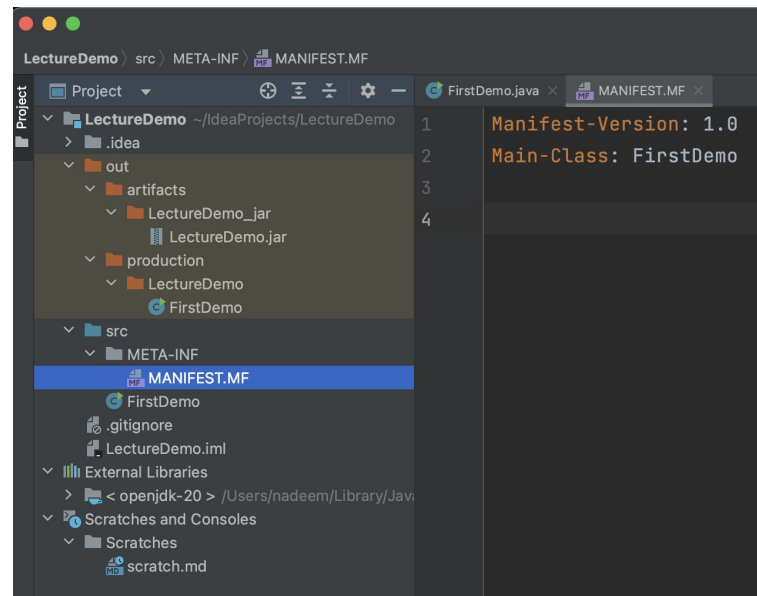 LectureDemo 〉 src 〉 META-INF 〉 MANIFEST.MF
Project
Project
FirstDemo.java
MANIFEST.MF
LectureDemo ~/IdeaProjects/LectureDemo
.idea
out
artifacts
LectureDemo_jar
LectureDemo.jar
production
LectureDemo
FirstDemo
src
META-INF
MANIFEST.MF
FirstDemo
.gitignore
LectureDemo.iml
External Libraries
< openjdk-20 > /Users/nadeem/Library/Java
Scratches and Consoles
Scratches
scratch.md
1 Manifest-Version: 1.0
2 Main-Class: FirstDemo
3
4